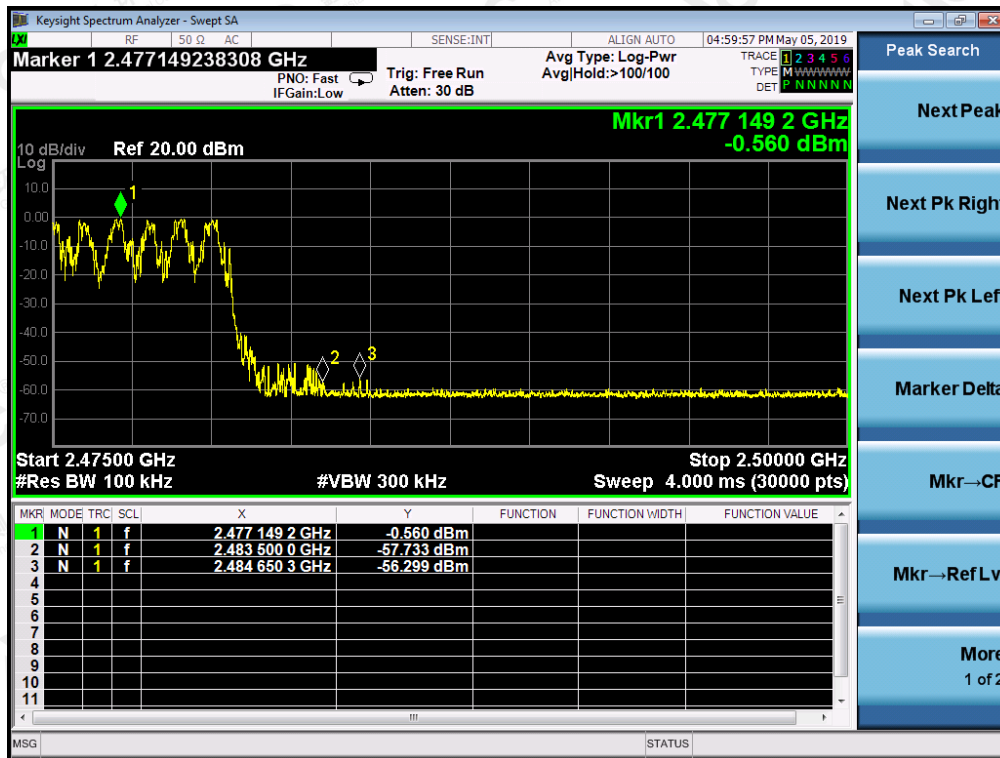 Keysight Spectrum Analyzer - Swept SA
LXI RF 50 Ω AC SENSE:INT ALIGN AUTO 04:59:57 PM May 05, 2019
Marker 1 2.477149238308 GHz
PNO: Fast
IFGain:Low
Trig: Free Run
Atten: 30 dB
Avg Type: Log-Pwr
Avg|Hold:>100/100
TRACE 1 2 3 4 5 6
TYPE M WWWWW
DET P N N N N N
Mkr1 2.477 149 2 GHz
-0.560 dBm
10 dB/div Ref 20.00 dBm
Log
10.0
0.00
-10.0
-20.0
-30.0
-40.0
-50.0
-60.0
-70.0
1
2
3
Start 2.47500 GHz Stop 2.50000 GHz
#Res BW 100 kHz #VBW 300 kHz Sweep 4.000 ms (30000 pts)
MKR MODE TRC SCL X Y FUNCTION FUNCTION WIDTH FUNCTION VALUE
1 N 1 f 2.477 149 2 GHz -0.560 dBm
2 N 1 f 2.483 500 0 GHz -57.733 dBm
3 N 1 f 2.484 650 3 GHz -56.299 dBm
4
5
6
7
8
9
10
11
MSG STATUS
Peak Search
Next Peak
Next Pk Right
Next Pk Left
Marker Delta
Mkr→CF
Mkr→Ref Lv
More
1 of 2